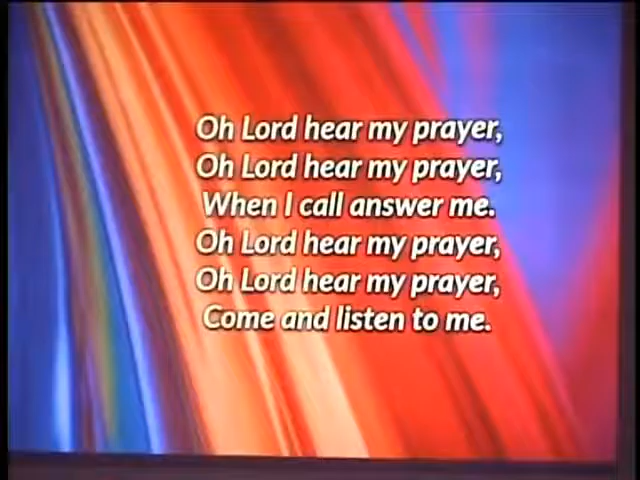 Oh Lord hear my prayer,
Oh Lord hear my prayer,
When I call answer me.
Oh Lord hear my prayer,
Oh Lord hear my prayer,
Come and listen to me.